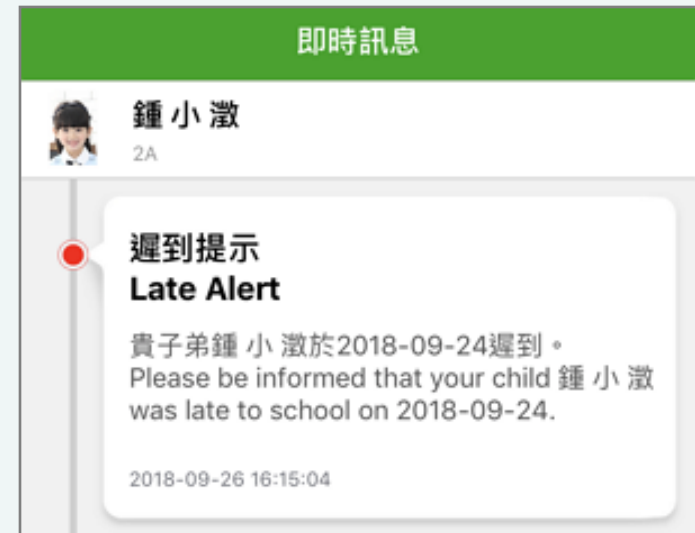 即時訊息
鍾 小 澂
2A
遲到提示
Late Alert
貴子弟鍾 小 澂於2018-09-24遲到。
Please be informed that your child 鍾 小 澂
was late to school on 2018-09-24.
2018-09-26 16:15:04